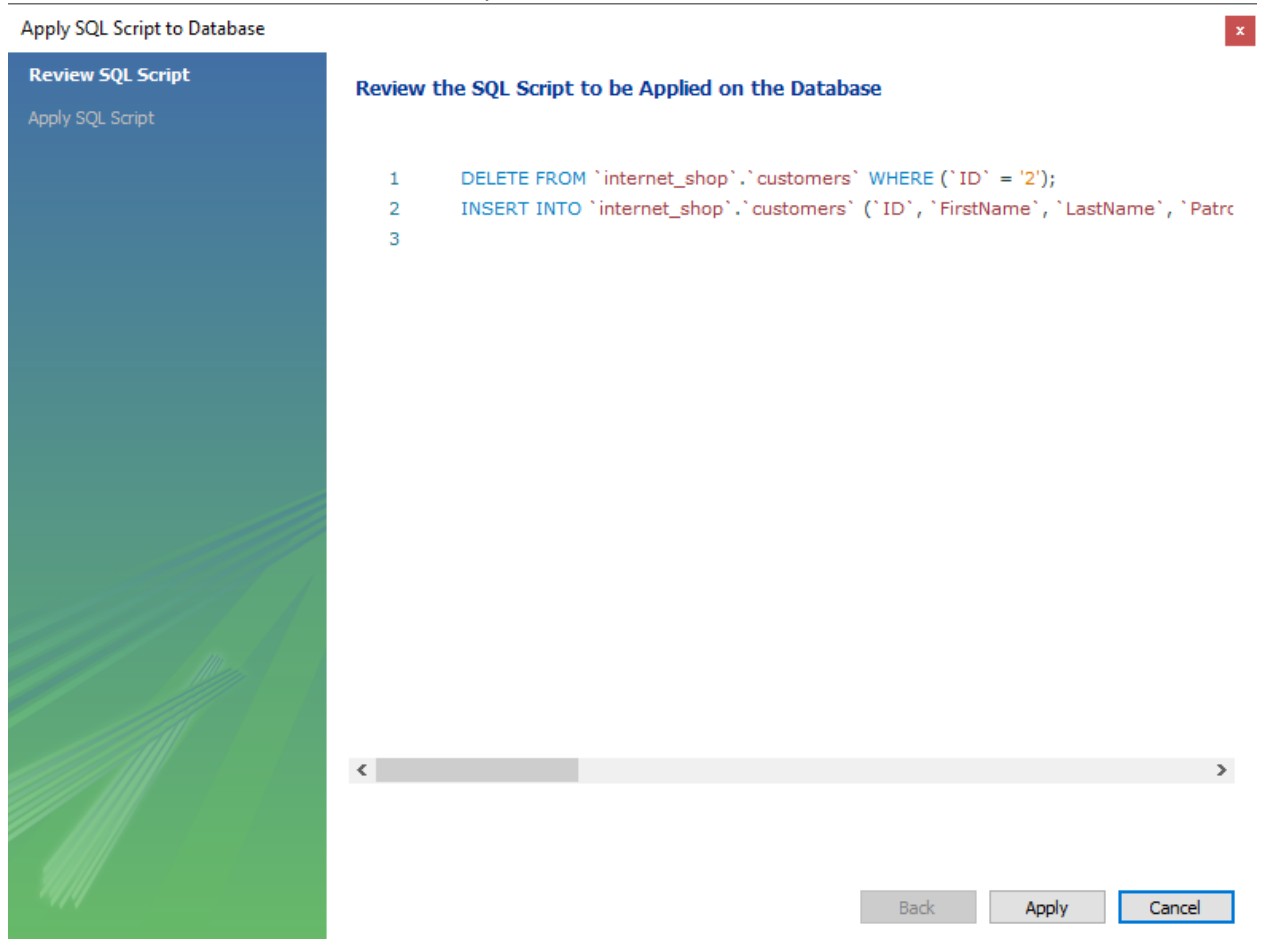 Apply SQL Script to Database
x
Review SQL Script
Apply SQL Script
Review the SQL Script to be Applied on the Database
1 DELETE FROM `internet_shop`.`customers` WHERE (`ID` = '2');
2 INSERT INTO `internet_shop`.`customers` (`ID`, `FirstName`, `LastName`, `Patrc
3
Back Apply Cancel